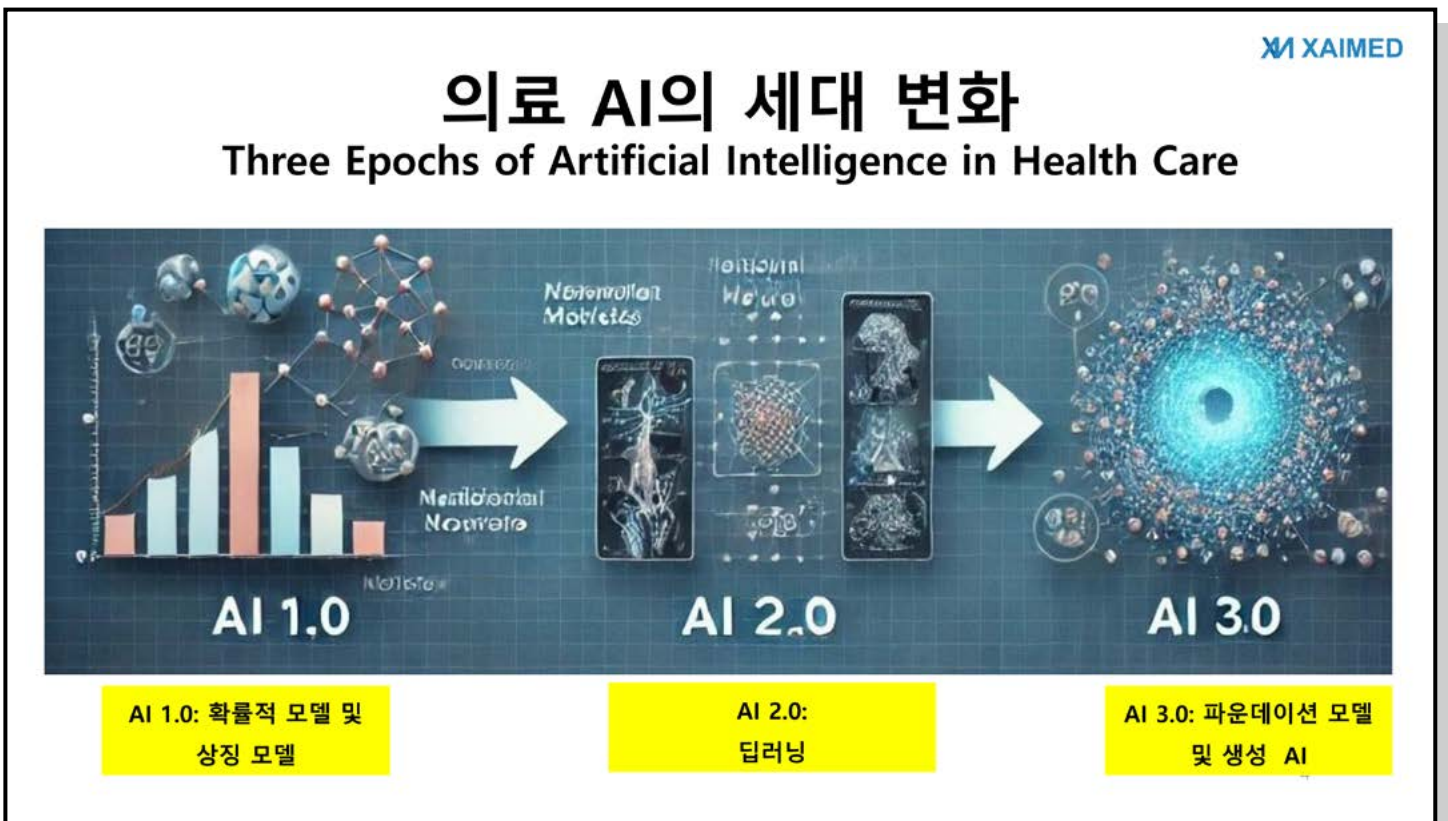 XAIMED
의료 AI의 세대 변화
Three Epochs of Artificial Intelligence in Health Care
AI 1.0
AI 2.0
AI 3.0
AI 1.0: 확률적 모델 및
상징 모델
AI 2.0:
딥러닝
AI 3.0: 파운데이션 모델
및 생성 AI
4